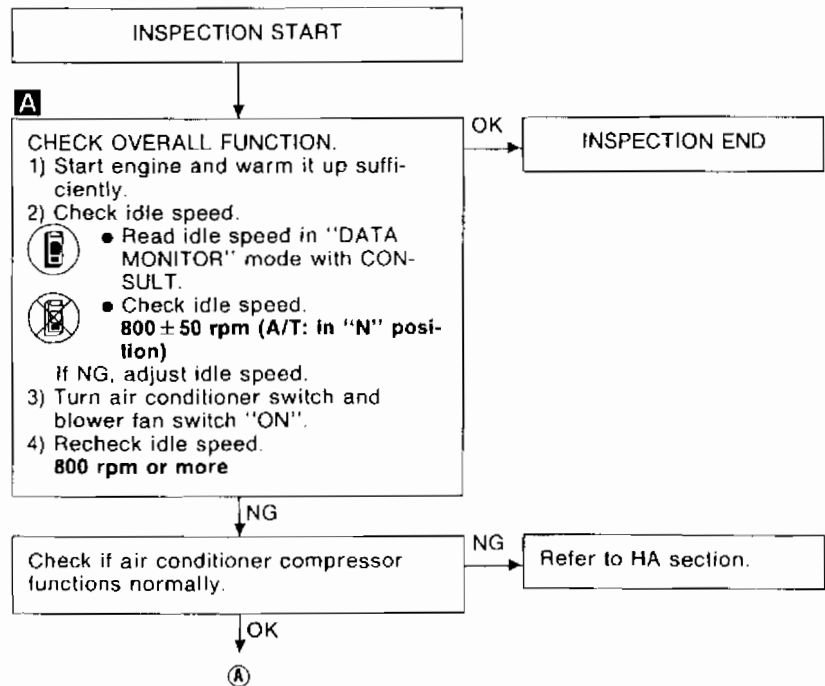 INSPECTION START
A
CHECK OVERALL FUNCTION.
1) Start engine and warm it up suffi-
ciently.
2) Check idle speed.
● Read idle speed in "DATA
MONITOR" mode with CON-
SULT.
● Check idle speed.
800 ± 50 rpm (A/T: in "N" posi-
tion)
If NG, adjust idle speed.
3) Turn air conditioner switch and
blower fan switch "ON".
4) Recheck idle speed.
800 rpm or more
OK
INSPECTION END
NG
Check if air conditioner compressor
functions normally.
NG
Refer to HA section.
OK
Ⓐ